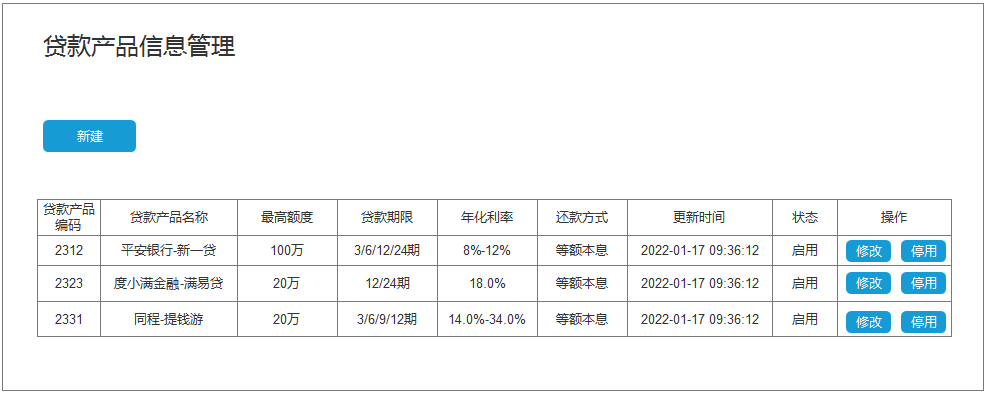 贷款产品信息管理
新建
贷款产品
编码 贷款产品名称 最高额度 贷款期限 年化利率 还款方式 更新时间 状态 操作
2312 平安银行-新一贷 100万 3/6/12/24期 8%-12% 等额本息 2022-01-17 09:36:12 启用 修改 停用
2323 度小满金融-满易贷 20万 12/24期 18.0% 等额本息 2022-01-17 09:36:12 启用 修改 停用
2331 同程-提钱游 20万 3/6/9/12期 14.0%-34.0% 等额本息 2022-01-17 09:36:12 启用 修改 停用